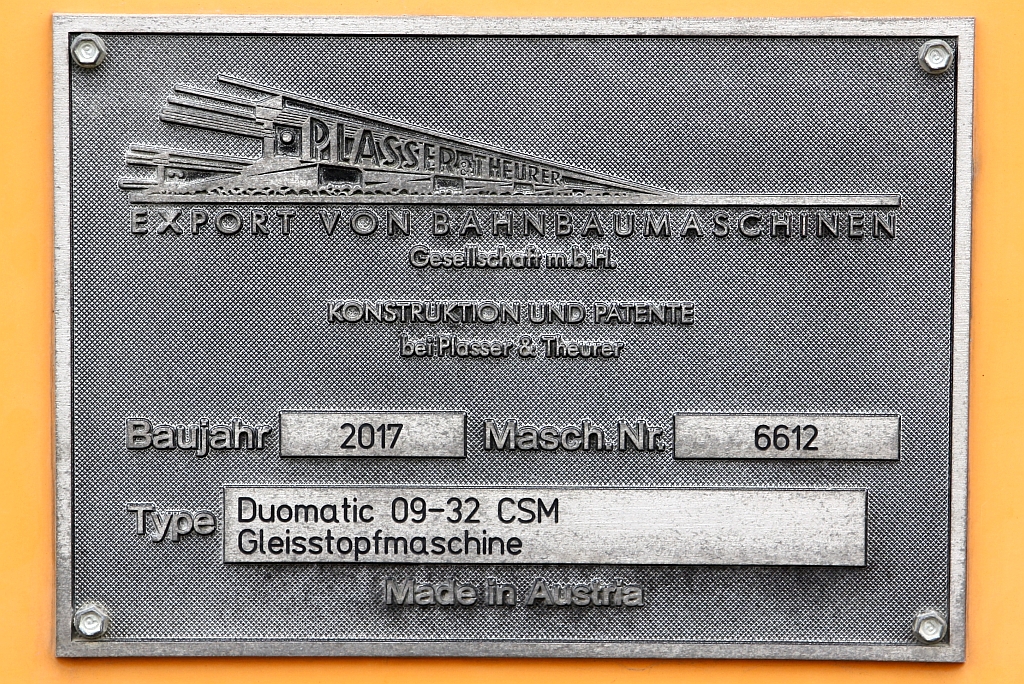 PLASSER & THEURER
EXPORT VON BAHNBAUMASCHINEN
Gesellschaft m.b.H.
KONSTRUKTION UND PATENTE
bei Plasser & Theurer
Baujahr 2017 Masch.Nr. 6612
Type Duomatic 09-32 CSM
Gleisstopfmaschine
Made in Austria